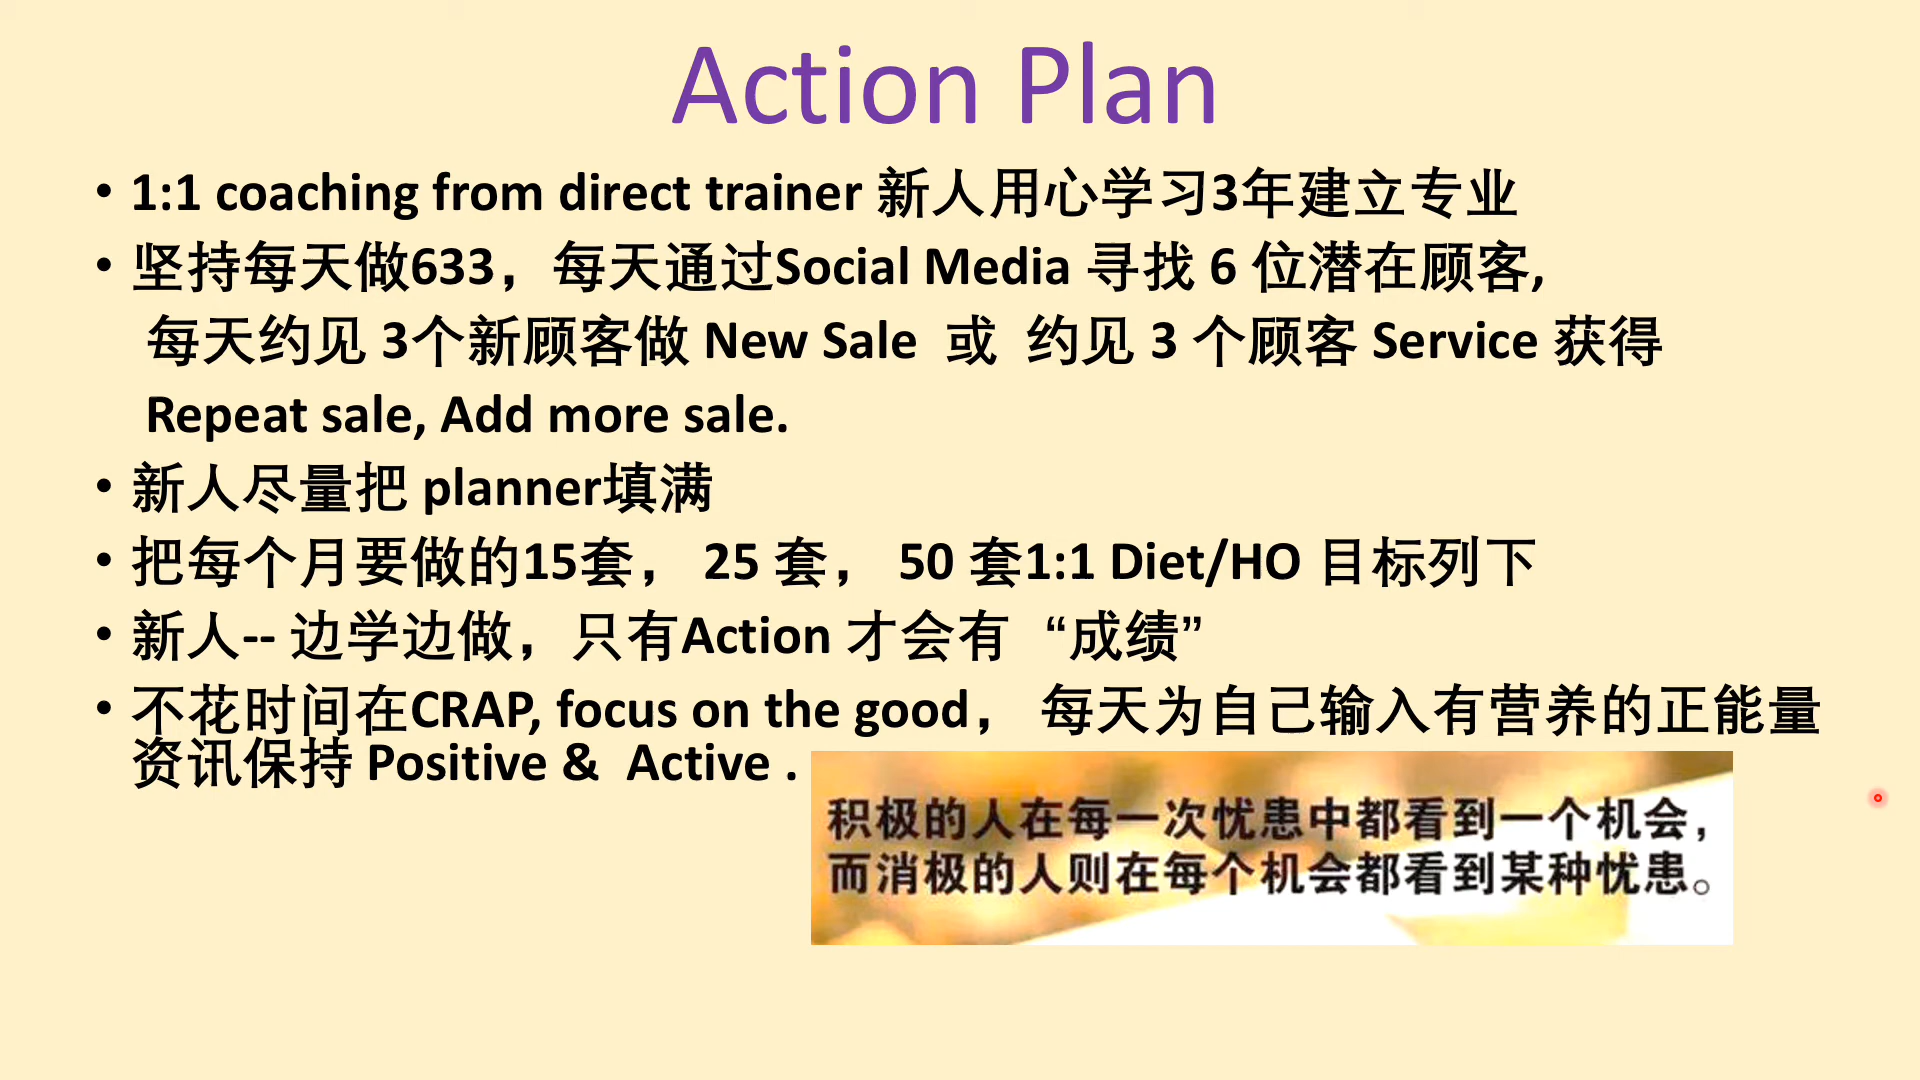 Action Plan
• 1:1 coaching from direct trainer 新人用心学习3年建立专业
• 坚持每天做633，每天通过Social Media 寻找 6 位潜在顾客,
每天约见 3个新顾客做 New Sale 或 约见 3 个顾客 Service 获得
Repeat sale, Add more sale.
• 新人尽量把 planner填满
• 把每个月要做的15套， 25 套， 50 套1:1 Diet/HO 目标列下
• 新人-- 边学边做，只有Action 才会有 “成绩”
• 不花时间在CRAP, focus on the good， 每天为自己输入有营养的正能量
资讯保持 Positive & Active .
积极的人在每一次忧患中都看到一个机会，
而消极的人则在每个机会都看到某种忧患。